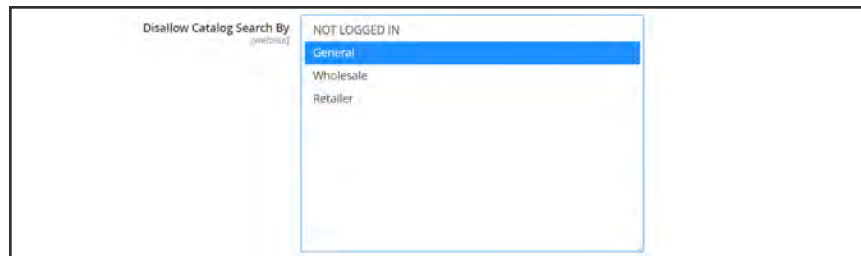 Disallow Catalog Search By
[website]
NOT LOGGED IN
General
Wholesale
Retailer